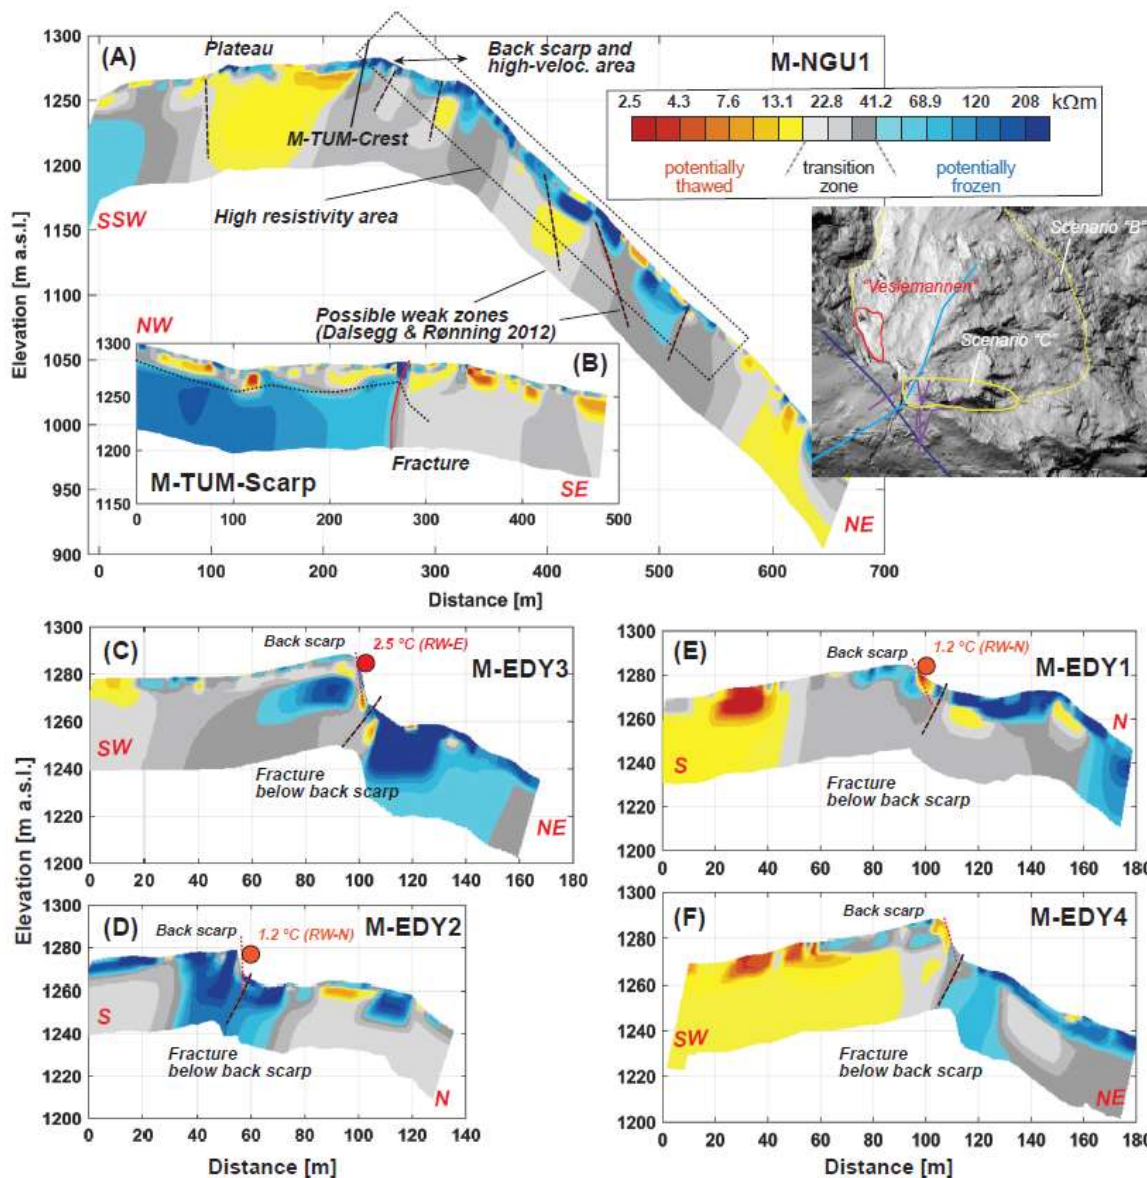 (A)
Plateau
Back scarp and
high-veloc. area
M-NGU1
2.5 4.3 7.6 13.1 22.8 41.2 68.9 120 208 kΩm
potentially
thawed
transition
zone
potentially
frozen
M-TUM-Crest
High resistivity area
SSW
Possible weak zones
(Dalsegg & Rønning 2012)
NE
Elevation [m a.s.l.]
1300
1250
1200
1150
1100
1050
1000
950
900
0 100 200 300 400 500 600 700
Distance [m]
Scenario "B"
"Veslemannen"
Scenario "C"
NW
(B)
1300
1250
1200
1150
Fracture
M-TUM-Scarp
SE
0 100 200 300 400 500
(C)
Back scarp
2.5 °C (RW-E)
M-EDY3
SW
Fracture
below back scarp
NE
1300
1280
1260
1240
1220
1200
0 20 40 60 80 100 120 140 160 180
(E)
Back scarp
1.2 °C (RW-N)
M-EDY1
N
S
Fracture
below back scarp
1300
1280
1260
1240
1220
1200
0 20 40 60 80 100 120 140 160 180
Elevation [m a.s.l.]
(D)
Back scarp
1.2 °C (RW-N)
M-EDY2
S
Fracture
below back scarp
N
1300
1280
1260
1240
1220
1200
0 20 40 60 80 100 120 140
Distance [m]
(F)
Back scarp
M-EDY4
SW
Fracture
below back scarp
NE
1300
1280
1260
1240
1220
1200
0 20 40 60 80 100 120 140 160 180
Distance [m]